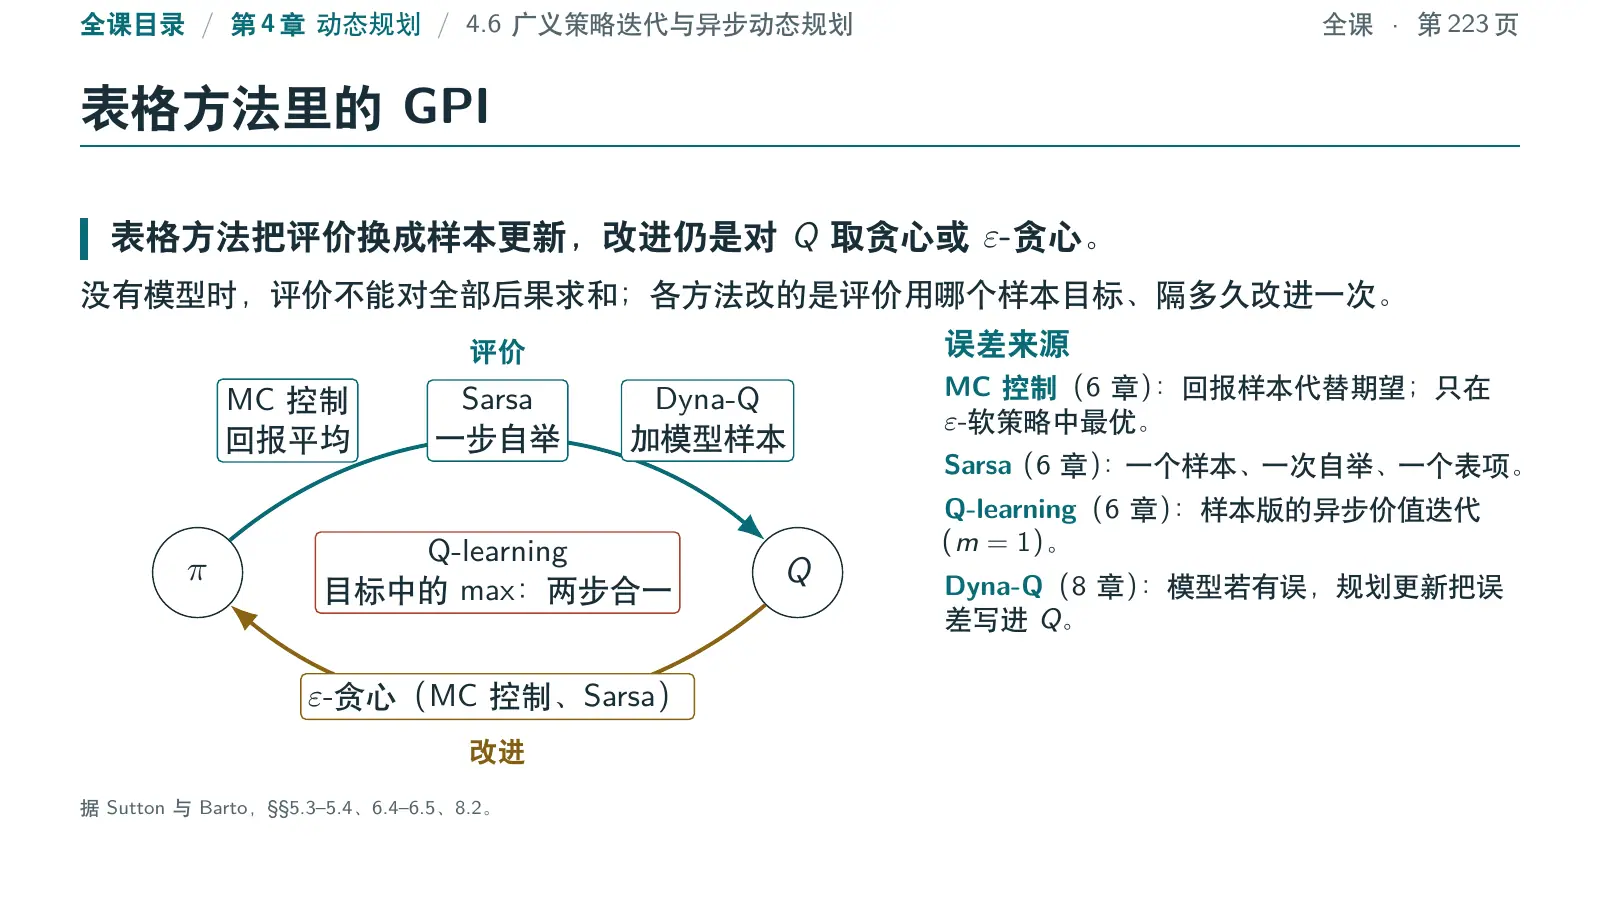 全课目录 / 第 4 章 动态规划 / 4.6 广义策略迭代与异步动态规划
全课 · 第 223 页
表格方法里的 GPI
表格方法把评价换成样本更新，改进仍是对 Q 取贪心或 ε-贪心。
没有模型时，评价不能对全部后果求和；各方法改的是评价用哪个样本目标、隔多久改进一次。
评价
MC 控制
回报平均
Sarsa
一步自举
Dyna-Q
加模型样本
π
Q-learning
目标中的 max：两步合一
Q
ε-贪心（MC 控制、Sarsa）
改进
误差来源
MC 控制（6 章）：回报样本代替期望；只在
ε-软策略中最优。
Sarsa（6 章）：一个样本、一次自举、一个表项。
Q-learning（6 章）：样本版的异步价值迭代
（m = 1）。
Dyna-Q（8 章）：模型若有误，规划更新把误
差写进 Q。
据 Sutton 与 Barto，§§5.3–5.4、6.4–6.5、8.2。